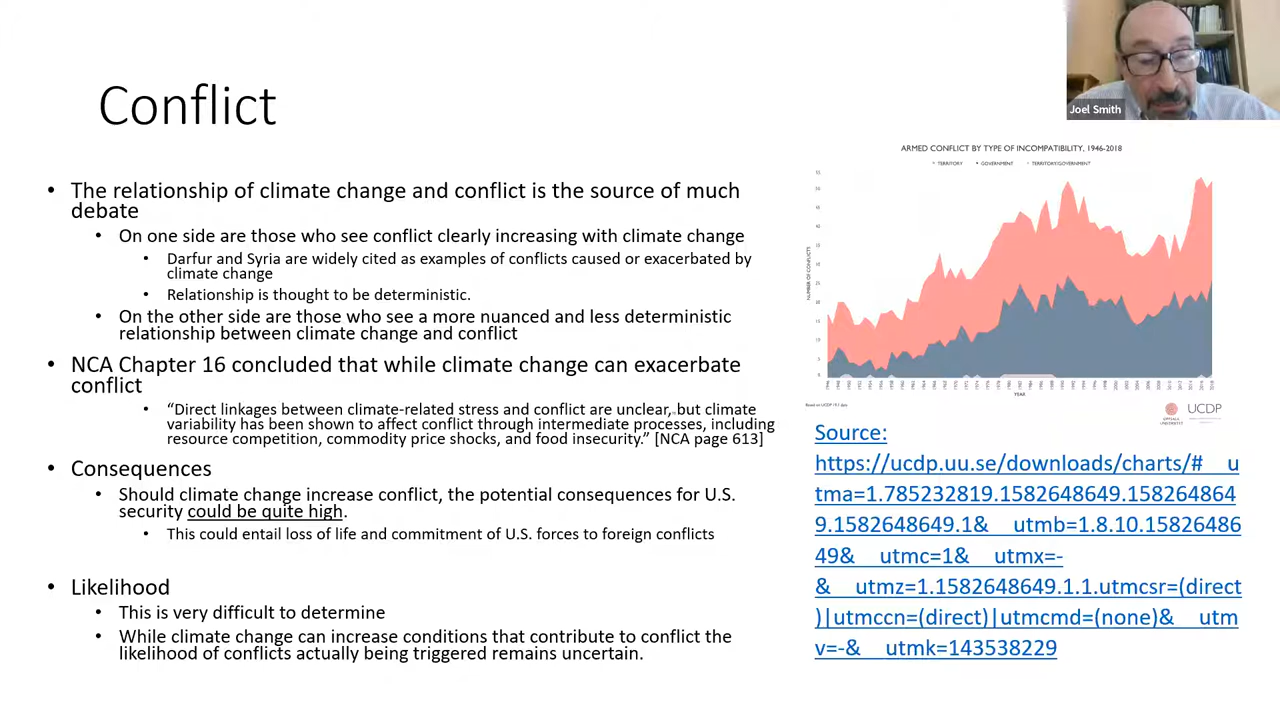 Joel Smith
Conflict
• The relationship of climate change and conflict is the source of much
debate
• On one side are those who see conflict clearly increasing with climate change
• Darfur and Syria are widely cited as examples of conflicts caused or exacerbated by
climate change
• Relationship is thought to be deterministic.
• On the other side are those who see a more nuanced and less deterministic
relationship between climate change and conflict
• NCA Chapter 16 concluded that while climate change can exacerbate
conflict
• “Direct linkages between climate-related stress and conflict are unclear, but climate
variability has been shown to affect conflict through intermediate processes, including
resource competition, commodity price shocks, and food insecurity.” [NCA page 613]
• Consequences
• Should climate change increase conflict, the potential consequences for U.S.
security could be quite high.
• This could entail loss of life and commitment of U.S. forces to foreign conflicts
• Likelihood
• This is very difficult to determine
• While climate change can increase conditions that contribute to conflict the
likelihood of conflicts actually being triggered remains uncertain.
ARMED CONFLICT BY TYPE OF INCOMPATIBILITY, 1946-2018
TERRITORY GOVERNMENT TERRITORY/GOVERNMENT
NUMBER OF CONFLICTS
YEAR
UCDP
Source:
https://ucdp.uu.se/downloads/charts/#__u
tma=1.785232819.1582648649.158264864
9.1582648649.1&__utmb=1.8.10.15826486
49&__utmc=1&__utmx=-
&__utmz=1.1582648649.1.1.utmcsr=(direct
)|utmccn=(direct)|utmcmd=(none)&__utm
v=-&__utmk=143538229